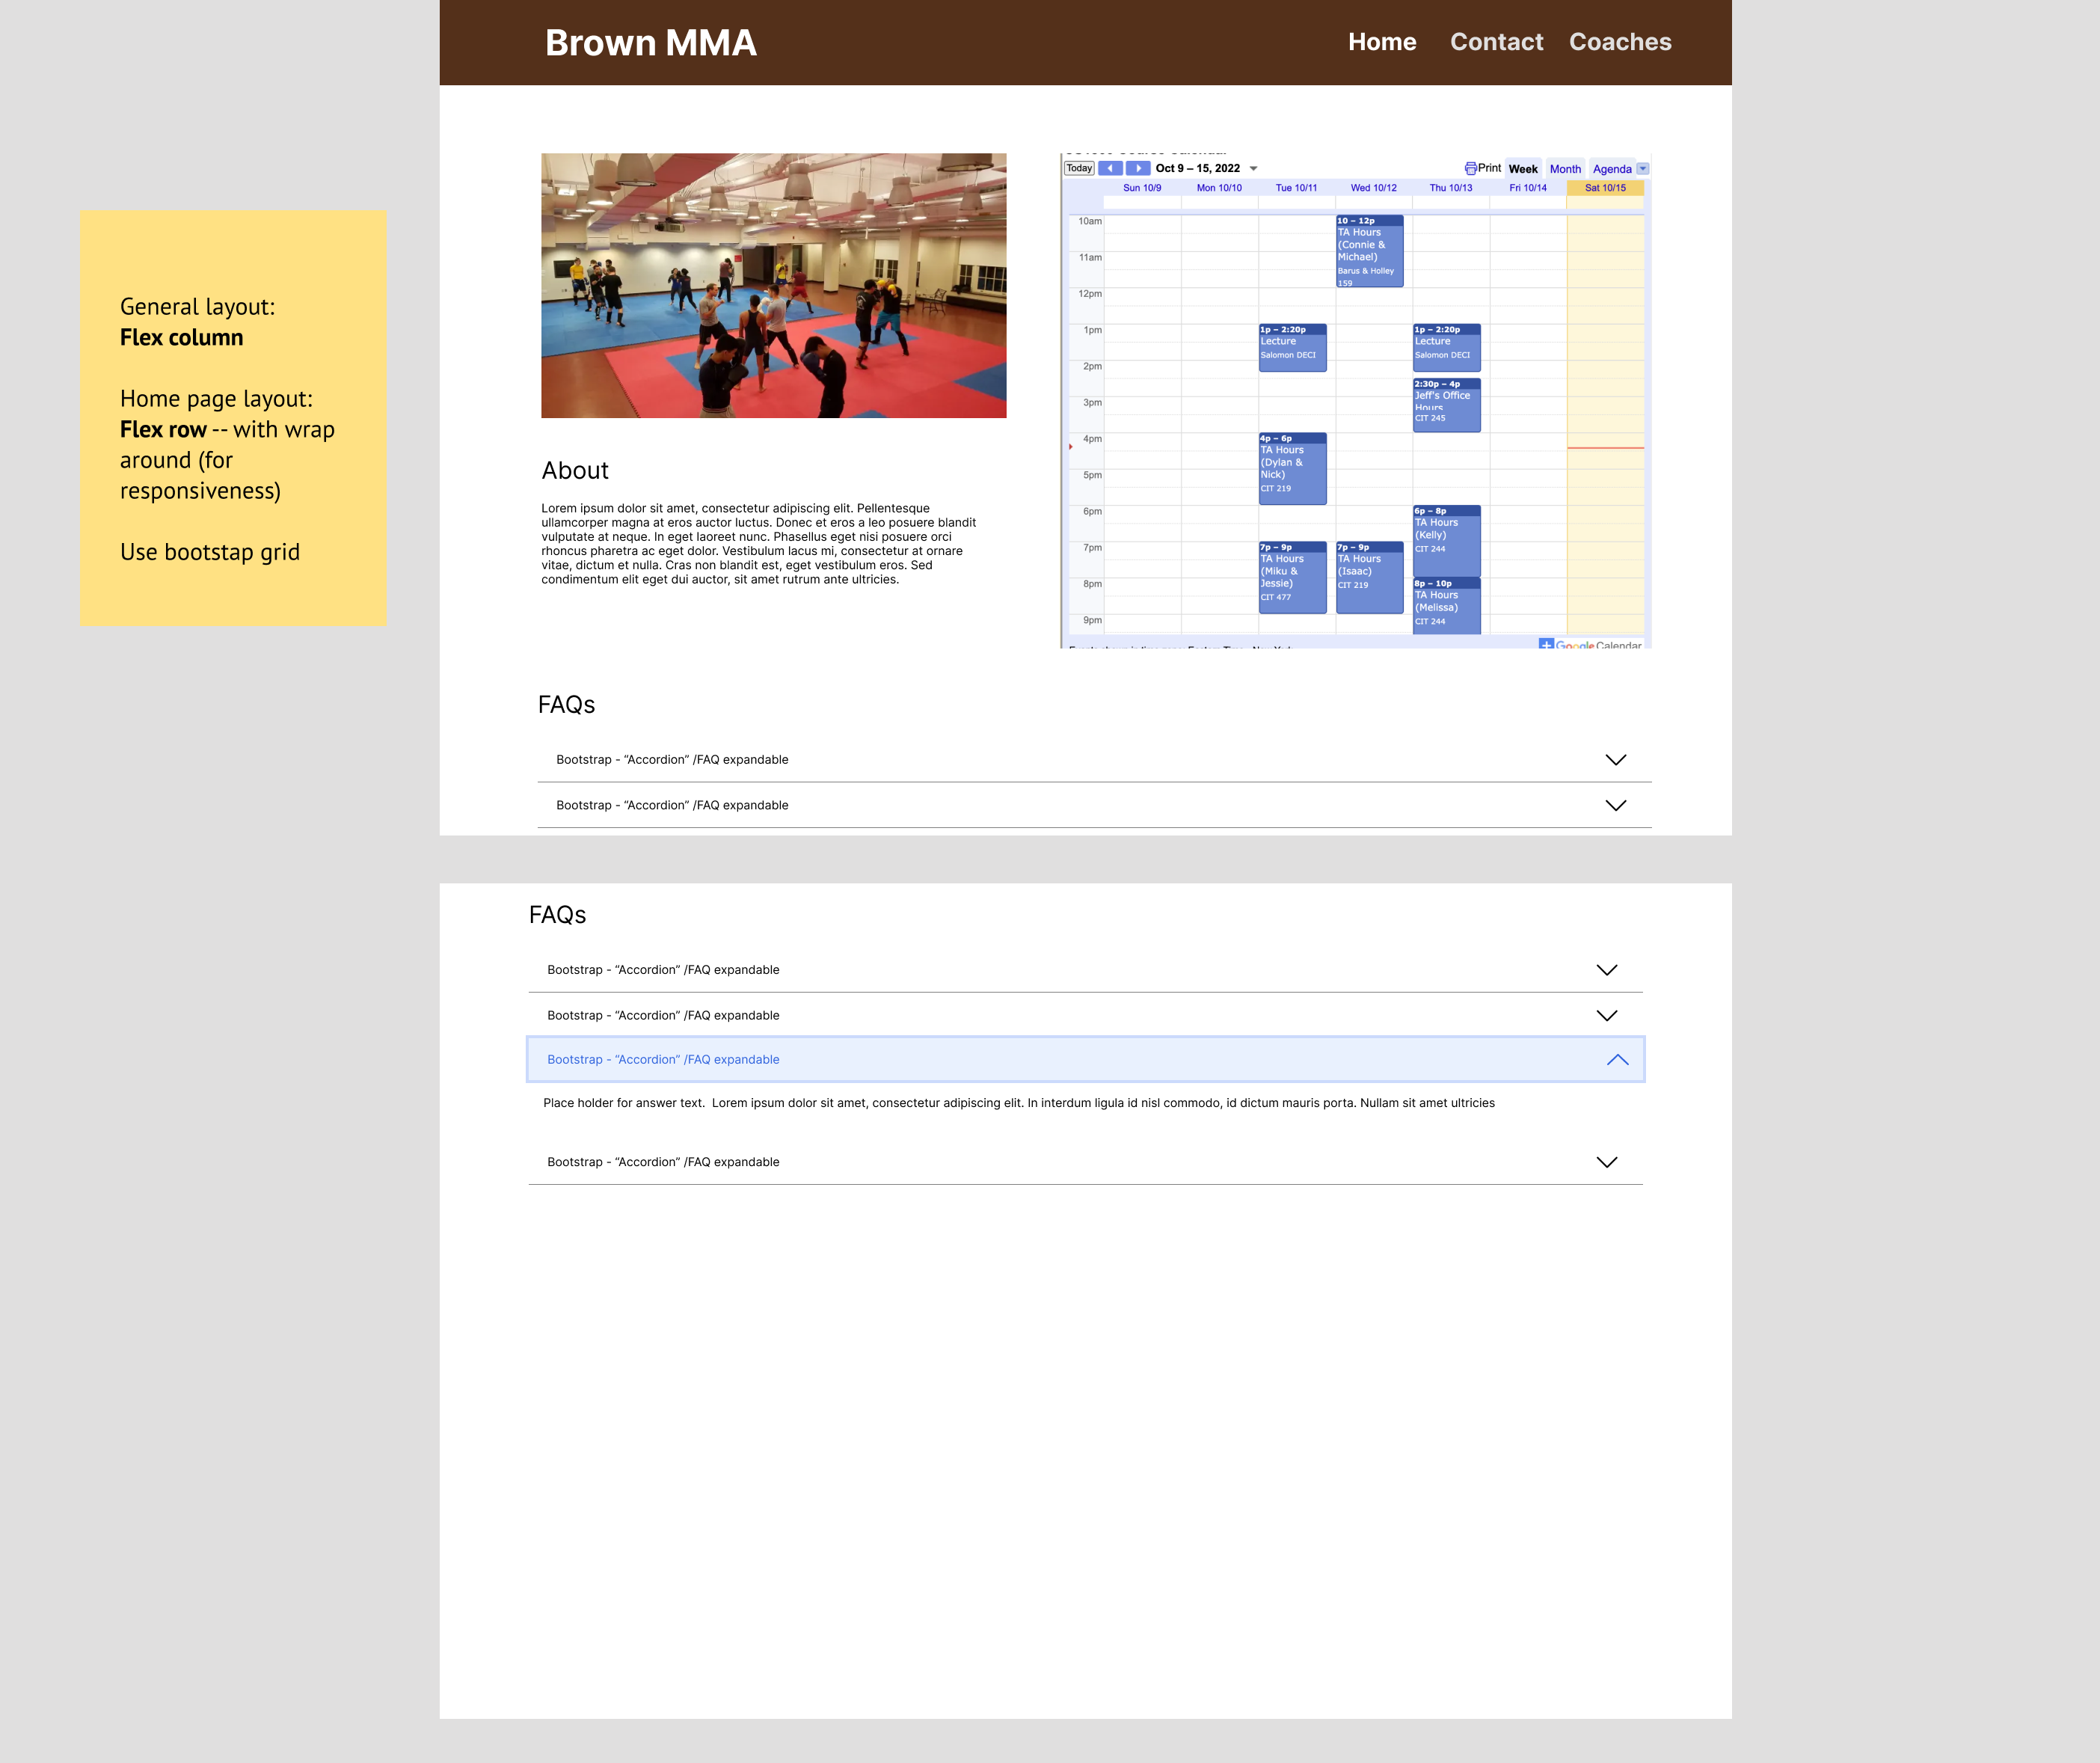 Brown MMA
Home Contact Coaches
General layout:
Flex column
Home page layout:
Flex row -- with wrap
around (for
responsiveness)
Use bootstap grid
About
Lorem ipsum dolor sit amet, consectetur adipiscing elit. Pellentesque
ullamcorper magna at eros auctor luctus. Donec et eros a leo posuere blandit
vulputate at neque. In eget laoreet nunc. Phasellus eget nisi posuere orci
rhoncus pharetra ac eget dolor. Vestibulum lacus mi, consectetur at ornare
vitae, dictum et nulla. Cras non blandit est, eget vestibulum eros. Sed
condimentum elit eget dui auctor, sit amet rutrum ante ultricies.
Today Oct 9 – 15, 2022 Print Week Month Agenda
Sun 10/9 Mon 10/10 Tue 10/11 Wed 10/12 Thu 10/13 Fri 10/14 Sat 10/15
10am
11am
12pm
1pm
2pm
3pm
4pm
5pm
6pm
7pm
8pm
9pm
1p – 2:20p
Lecture
Salomon DECI
4p – 6p
TA Hours
(Dylan &
Nick)
CIT 219
7p – 9p
TA Hours
(Miku &
Jessie)
CIT 477
10 – 12p
TA Hours
(Connie &
Michael)
Barus & Holley
159
7p – 9p
TA Hours
(Isaac)
CIT 219
1p – 2:20p
Lecture
Salomon DECI
2:30p – 4p
Jeff's Office
Hours
CIT 245
6p – 8p
TA Hours
(Kelly)
CIT 244
8p – 10p
TA Hours
(Melissa)
CIT 244
Google Calendar
FAQs
Bootstrap - “Accordion” /FAQ expandable
Bootstrap - “Accordion” /FAQ expandable
FAQs
Bootstrap - “Accordion” /FAQ expandable
Bootstrap - “Accordion” /FAQ expandable
Bootstrap - “Accordion” /FAQ expandable
Place holder for answer text.  Lorem ipsum dolor sit amet, consectetur adipiscing elit. In interdum ligula id nisl commodo, id dictum mauris porta. Nullam sit amet ultricies
Bootstrap - “Accordion” /FAQ expandable